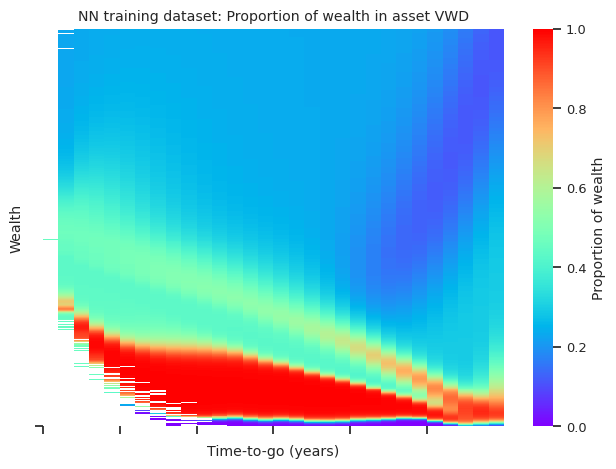 NN training dataset: Proportion of wealth in asset VWD
Wealth
Time-to-go (years)
1.0
0.8
0.6
0.4
0.2
0.0
Proportion of wealth